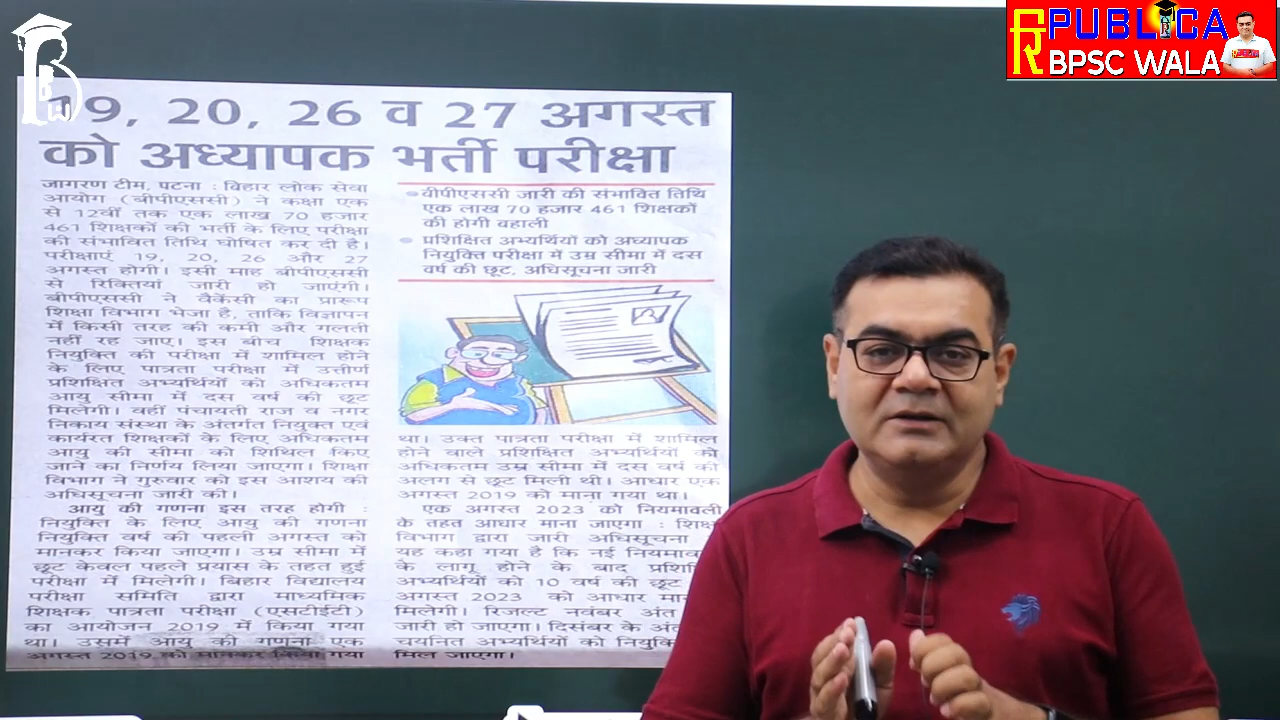 PUBLICA
BPSC WALA
19, 20, 26 व 27 अगस्त
को अध्यापक भर्ती परीक्षा
जागरण टीम, पटना : बिहार लोक सेवा
आयोग (बीपीएससी) ने कक्षा एक
से 12वीं तक एक लाख 70 हजार
461 शिक्षकों की भर्ती के लिए परीक्षा
की संभावित तिथि घोषित कर दी है।
परीक्षाएं 19, 20, 26 और 27
अगस्त होगी। इसी माह बीपीएससी
से रिक्तियां जारी हो जाएंगी।
बीपीएससी ने वैकेंसी का प्रारूप
शिक्षा विभाग भेजा है, ताकि विज्ञापन
में किसी तरह की कमी और गलती
नहीं रह जाए। इस बीच शिक्षक
नियुक्ति की परीक्षा में शामिल होने
के लिए पात्रता परीक्षा में उत्तीर्ण
प्रशिक्षित अभ्यर्थियों को अधिकतम
आयु सीमा में दस वर्ष की छूट
मिलेगी। वहीं पंचायती राज व नगर
निकाय संस्था के अंतर्गत नियुक्त एवं
कार्यरत शिक्षकों के लिए अधिकतम
आयु की सीमा को शिथिल किए
जाने का निर्णय लिया जाएगा। शिक्षा
विभाग ने गुरुवार को इस आशय की
अधिसूचना जारी की।
आयु की गणना इस तरह होगी :
नियुक्ति के लिए आयु की गणना
नियुक्ति वर्ष की पहली अगस्त को
मानकर किया जाएगा। उम्र सीमा में
छूट केवल पहले प्रयास के तहत हुई
परीक्षा में मिलेगी। बिहार विद्यालय
परीक्षा समिति द्वारा माध्यमिक
शिक्षक पात्रता परीक्षा (एसटीईटी)
का आयोजन 2019 में किया गया
था। उसमें आयु की गणना एक
अगस्त 2019 को मानकर किया गया
बीपीएससी जारी की संभावित तिथि
एक लाख 70 हजार 461 शिक्षकों
की होगी बहाली
प्रशिक्षित अभ्यर्थियों को अध्यापक
नियुक्ति परीक्षा में उम्र सीमा में दस
वर्ष की छूट, अधिसूचना जारी
था। उक्त पात्रता परीक्षा में शामिल
होने वाले प्रशिक्षित अभ्यर्थियों को
अधिकतम उम्र सीमा में दस वर्ष की
अलग से छूट मिली थी। आधार एक
अगस्त 2019 को माना गया था।
एक अगस्त 2023 को नियमावली
के तहत आधार माना जाएगा :
विभाग द्वारा जारी अधिसूचना
यह कहा गया है कि नई
के लागू होने के बाद
अभ्यर्थियों को 10 वर्ष की छूट
अगस्त 2023 को आधार
मिलेगी। रिजल्ट नवंबर अंत
जारी हो जाएगा। दिसंबर के
चयनित अभ्यर्थियों को
मिल जाएगा।